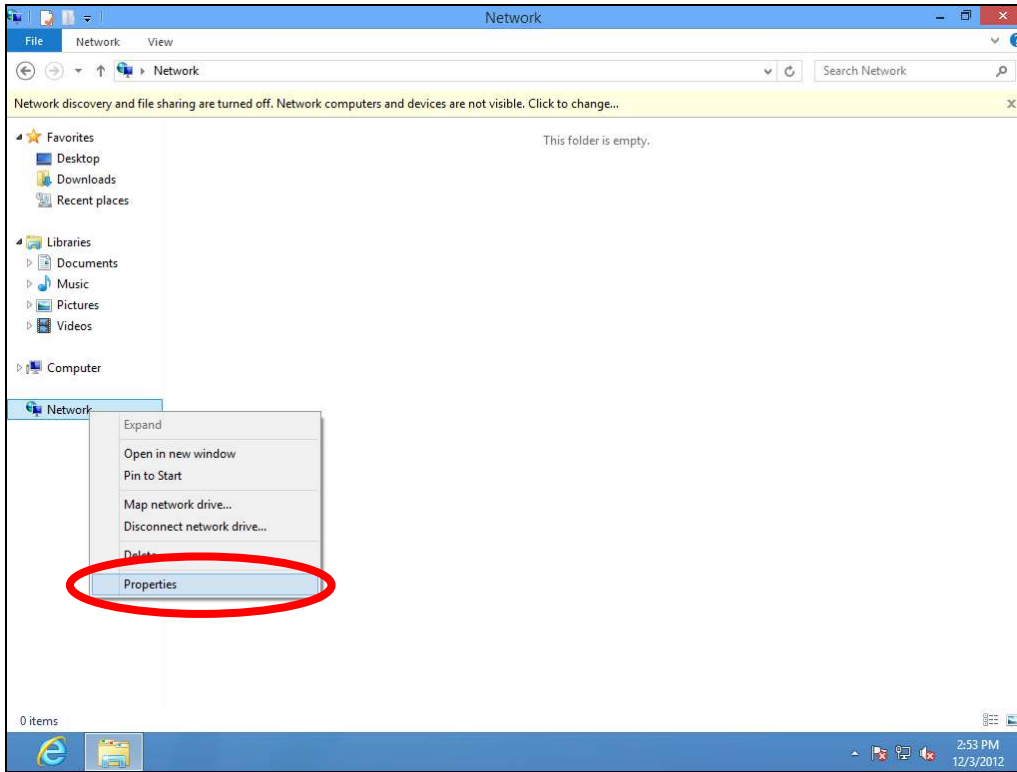 Network
File Network View
Network
Search Network
Network discovery and file sharing are turned off. Network computers and devices are not visible. Click to change...
This folder is empty.
Favorites
Desktop
Downloads
Recent places
Libraries
Documents
Music
Pictures
Videos
Computer
Network
Expand
Open in new window
Pin to Start
Map network drive...
Disconnect network drive...
Delete
Properties
0 items
2:53 PM
12/3/2012